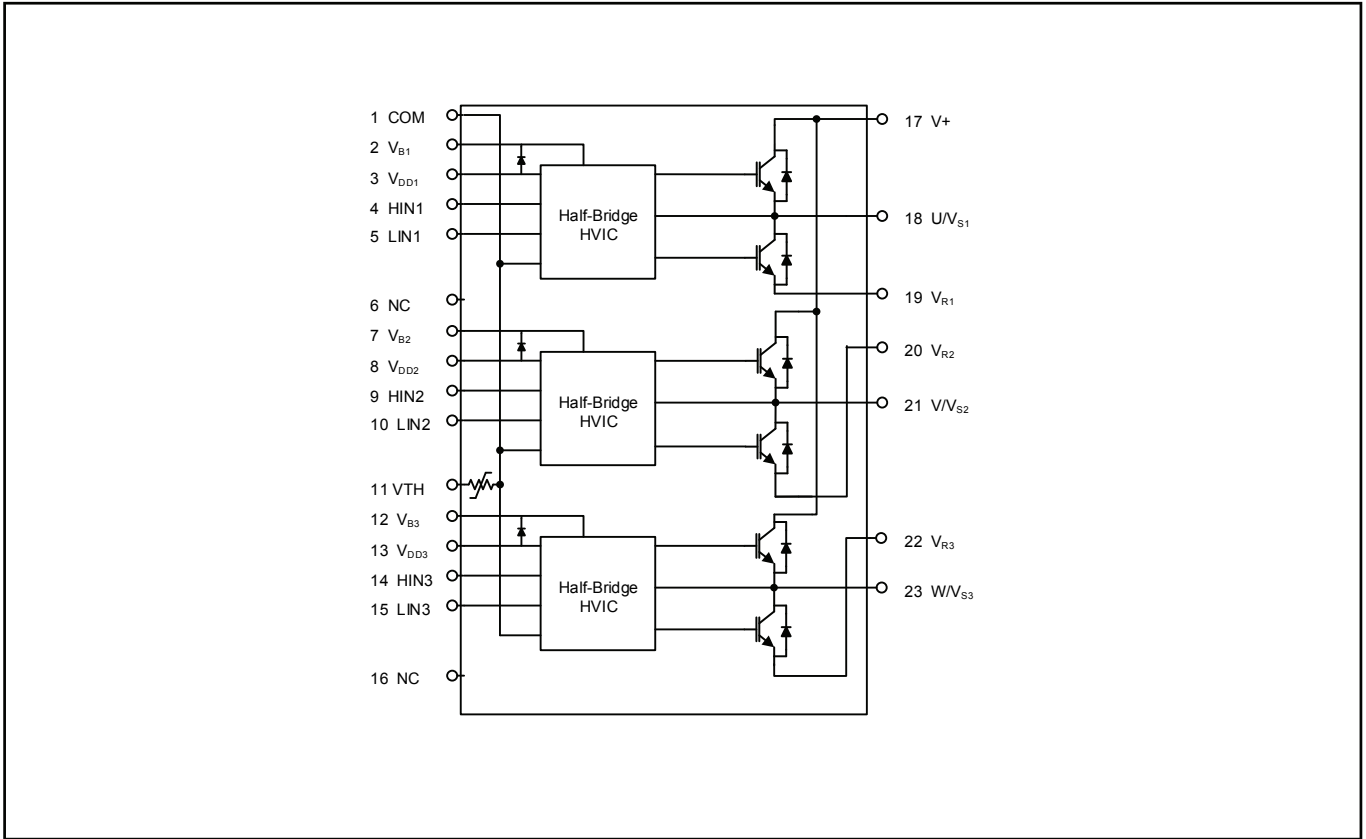 1 COM
2 VB1
3 VDD1
4 HIN1
5 LIN1
6 NC
7 VB2
8 VDD2
9 HIN2
10 LIN2
11 VTH
12 VB3
13 VDD3
14 HIN3
15 LIN3
16 NC
Half-Bridge
HVIC
Half-Bridge
HVIC
Half-Bridge
HVIC
17 V+
18 U/VS1
19 VR1
20 VR2
21 V/VS2
22 VR3
23 W/VS3